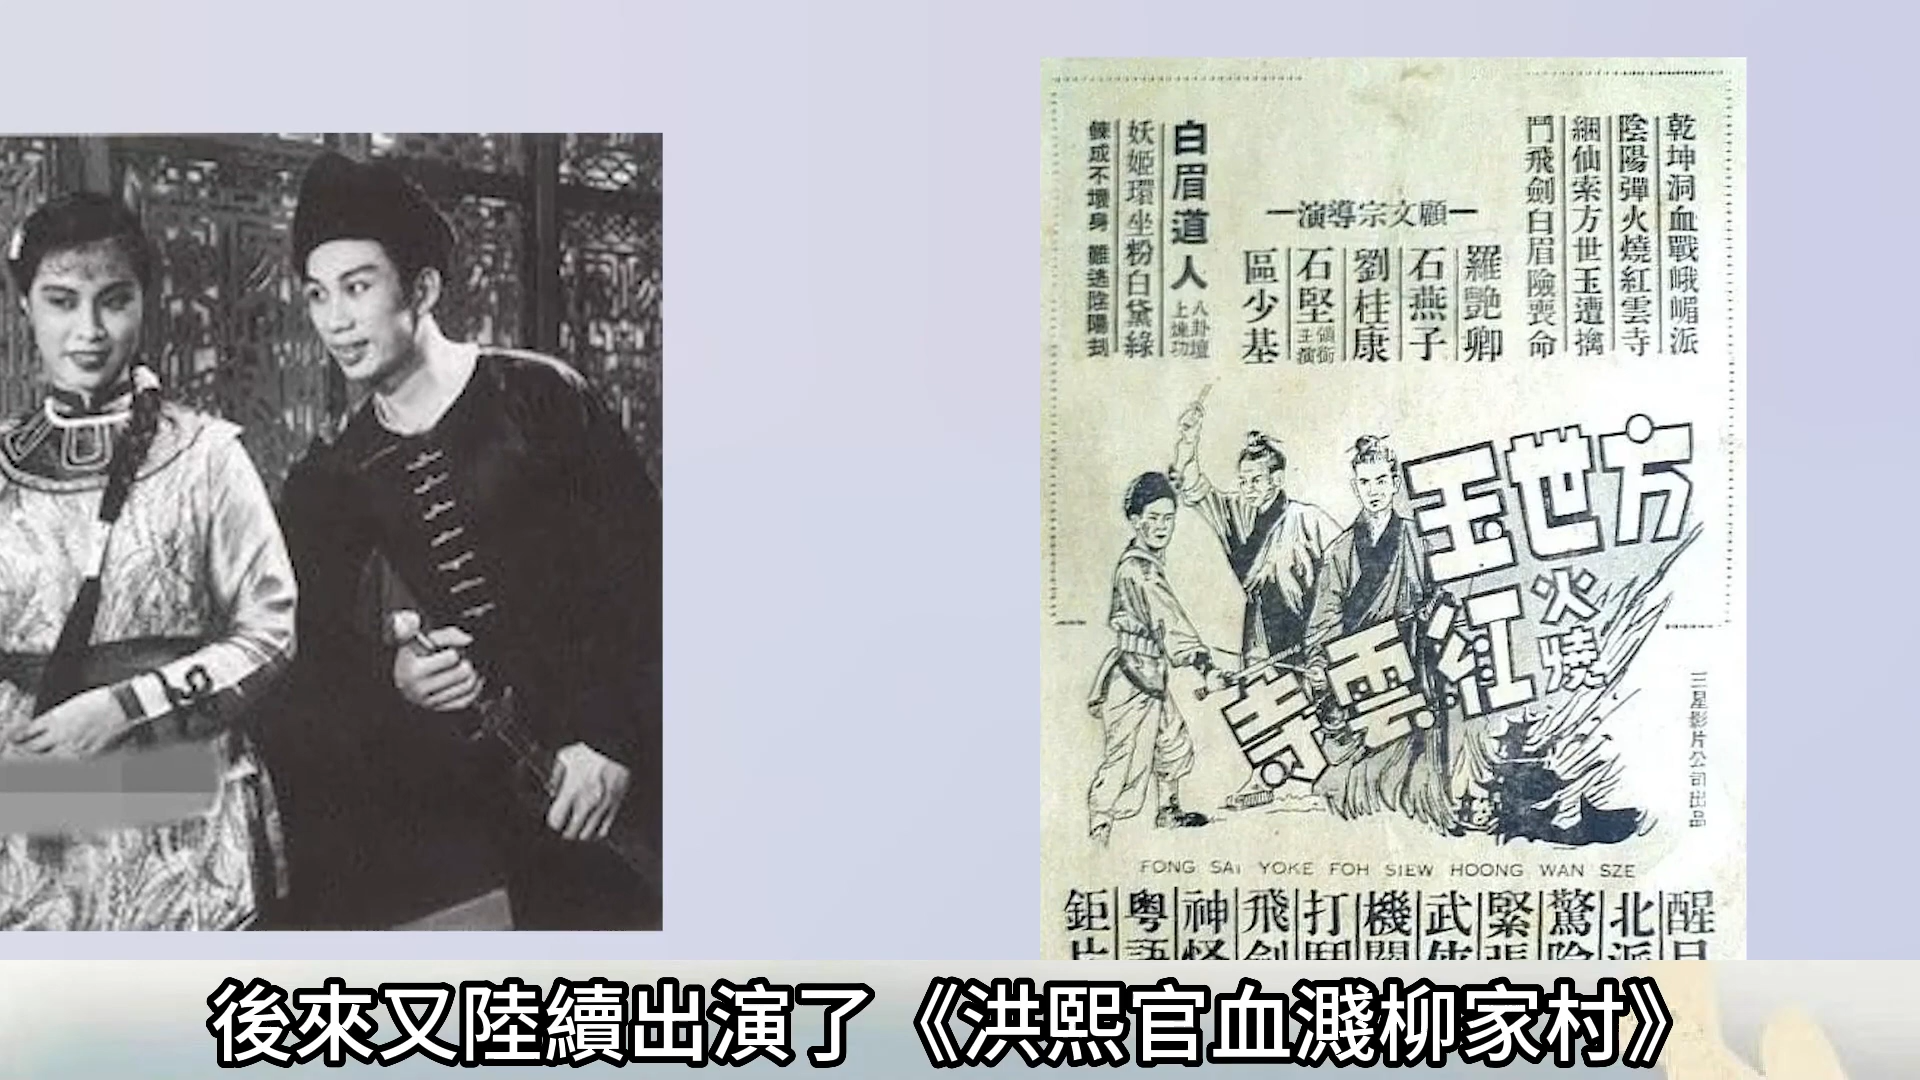 乾坤洞血戰峨嵋派
陰陽彈火燒紅雲寺
綑仙索方世玉遭擒
鬥飛劍白眉險喪命
顧文宗導演
羅艷卿
石燕子
劉桂康
石堅
領銜主演
區少基
白眉道人
八卦壇上煉功
妖姬環坐粉白黛綠
鍊成不壞身 難逃陰陽剋
方世玉
火燒
紅雲寺
三星影片公司出品
FONG SAI YOKE FOH SIEW HOONG WAN SZE
醒目
北派
驚險
緊張
武俠
機關
打鬥
飛劍
神怪
粵語
鉅片
後來又陸續出演了《洪熙官血濺柳家村》